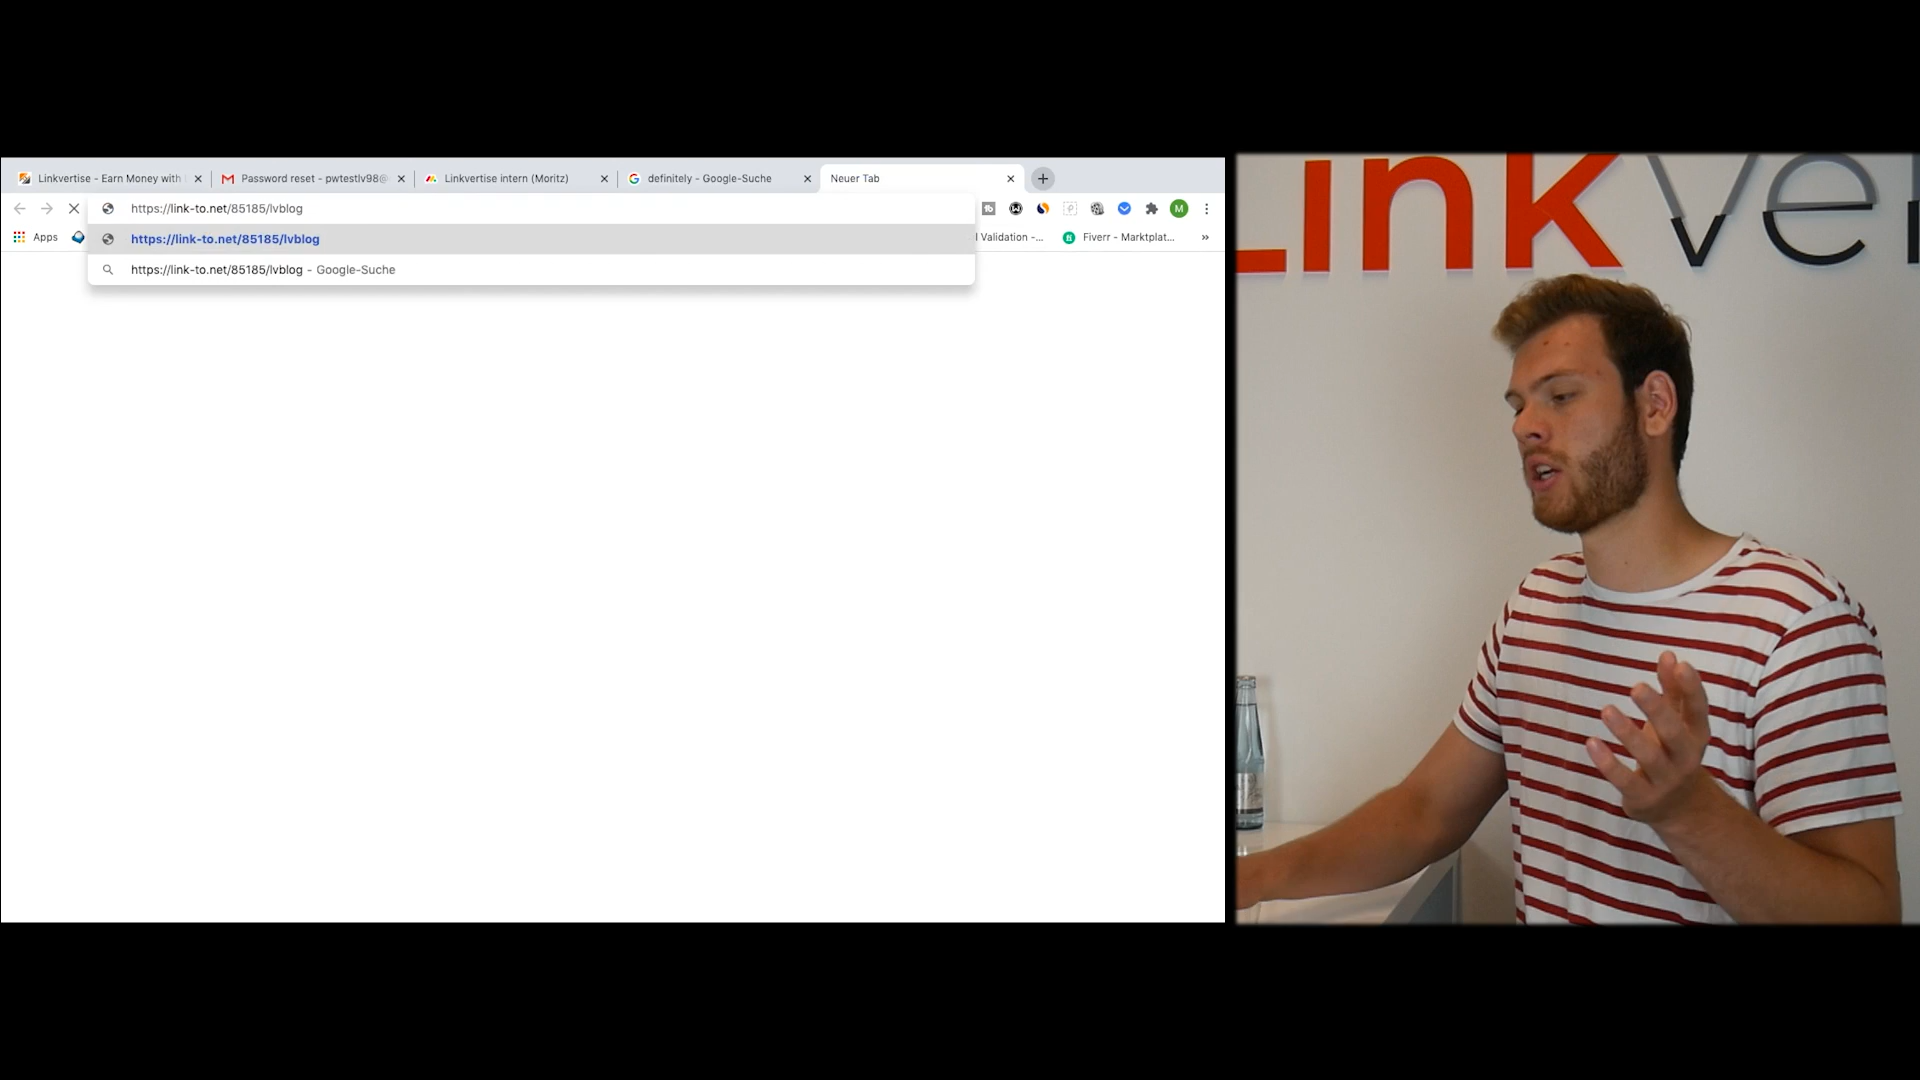 Linkvertise - Earn Money with
Password reset - pwtestlv98@
Linkvertise intern (Moritz)
definitely - Google-Suche
Neuer Tab
https://link-to.net/85185/lvblog
M
Apps
https://link-to.net/85185/lvblog
Validation -...
Fiverr - Marktplat...
»
https://link-to.net/85185/lvblog - Google-Suche
Linkve